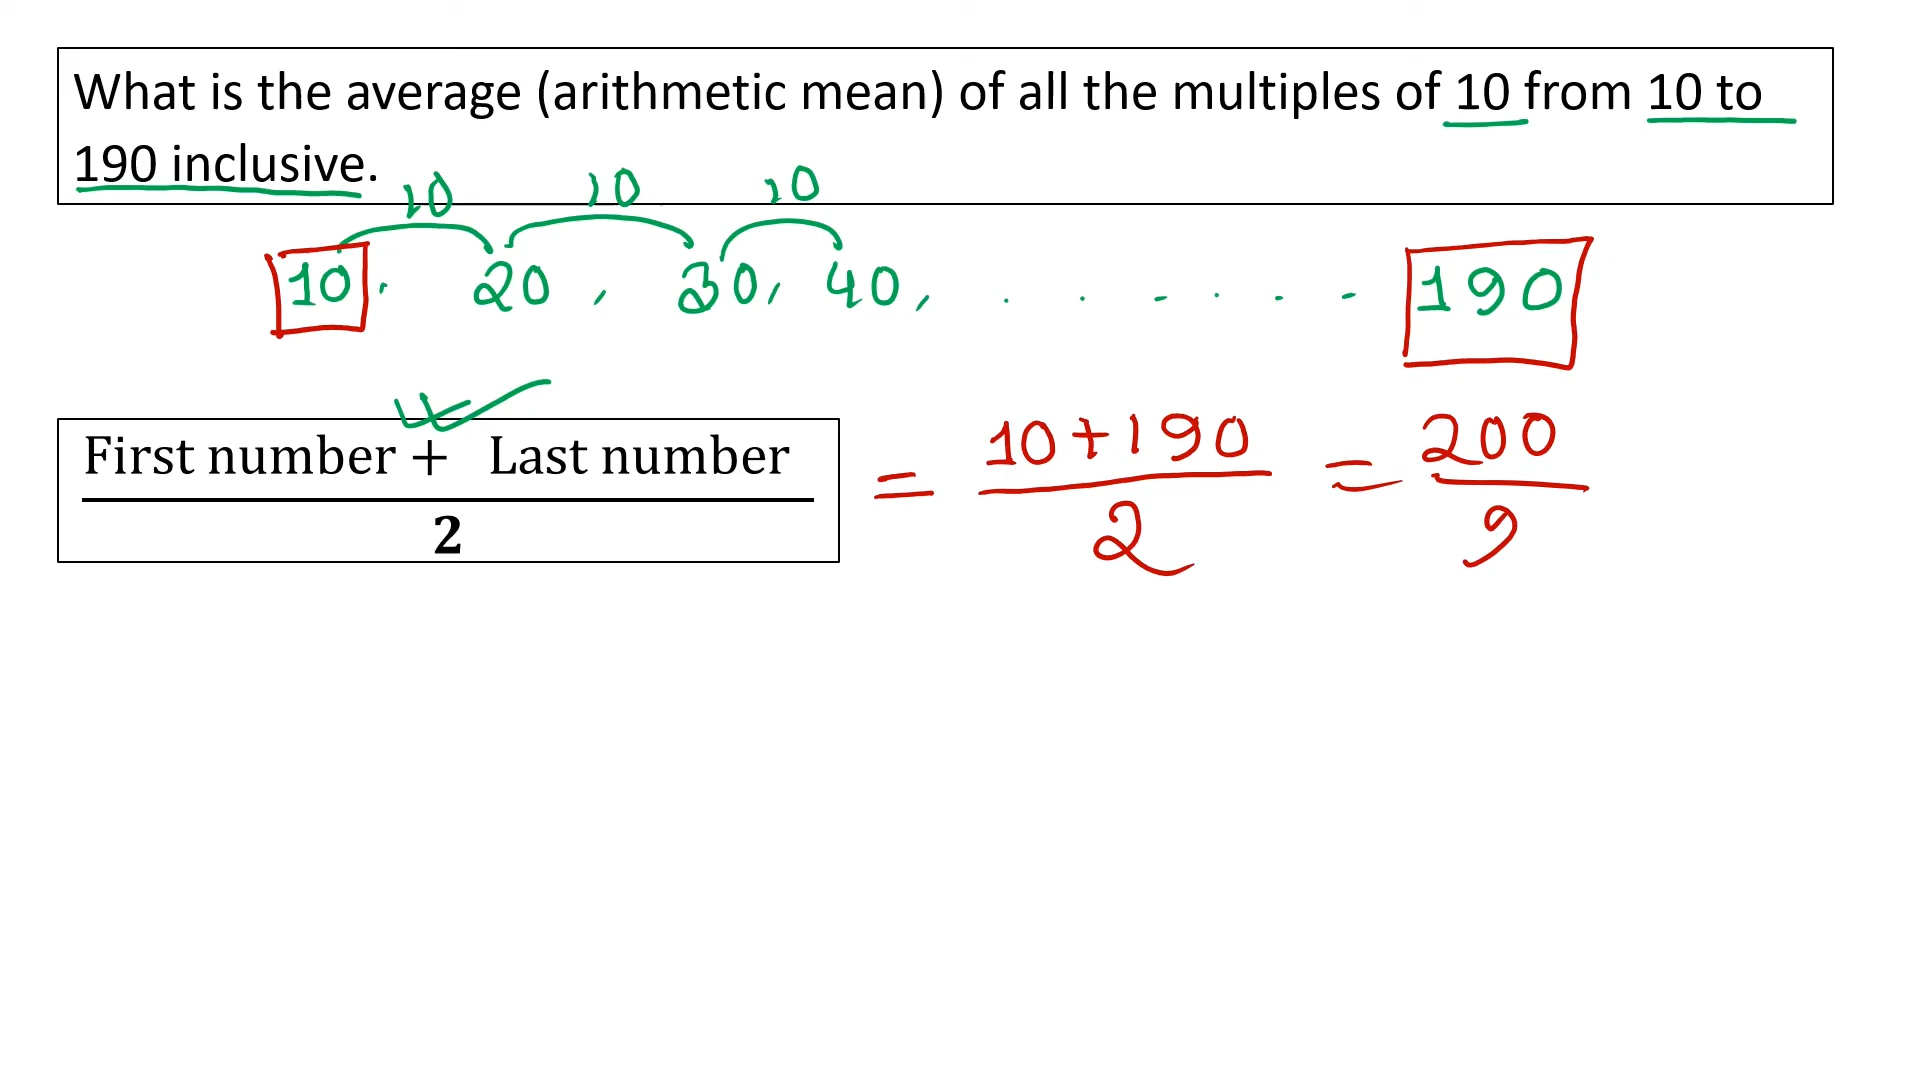 What is the average (arithmetic mean) of all the multiples of 10 from 10 to
190 inclusive.
10 10 10
10, 20, 30, 40, . . - . - - 190
First number + Last number
2
= 10+190
2
= 200
9